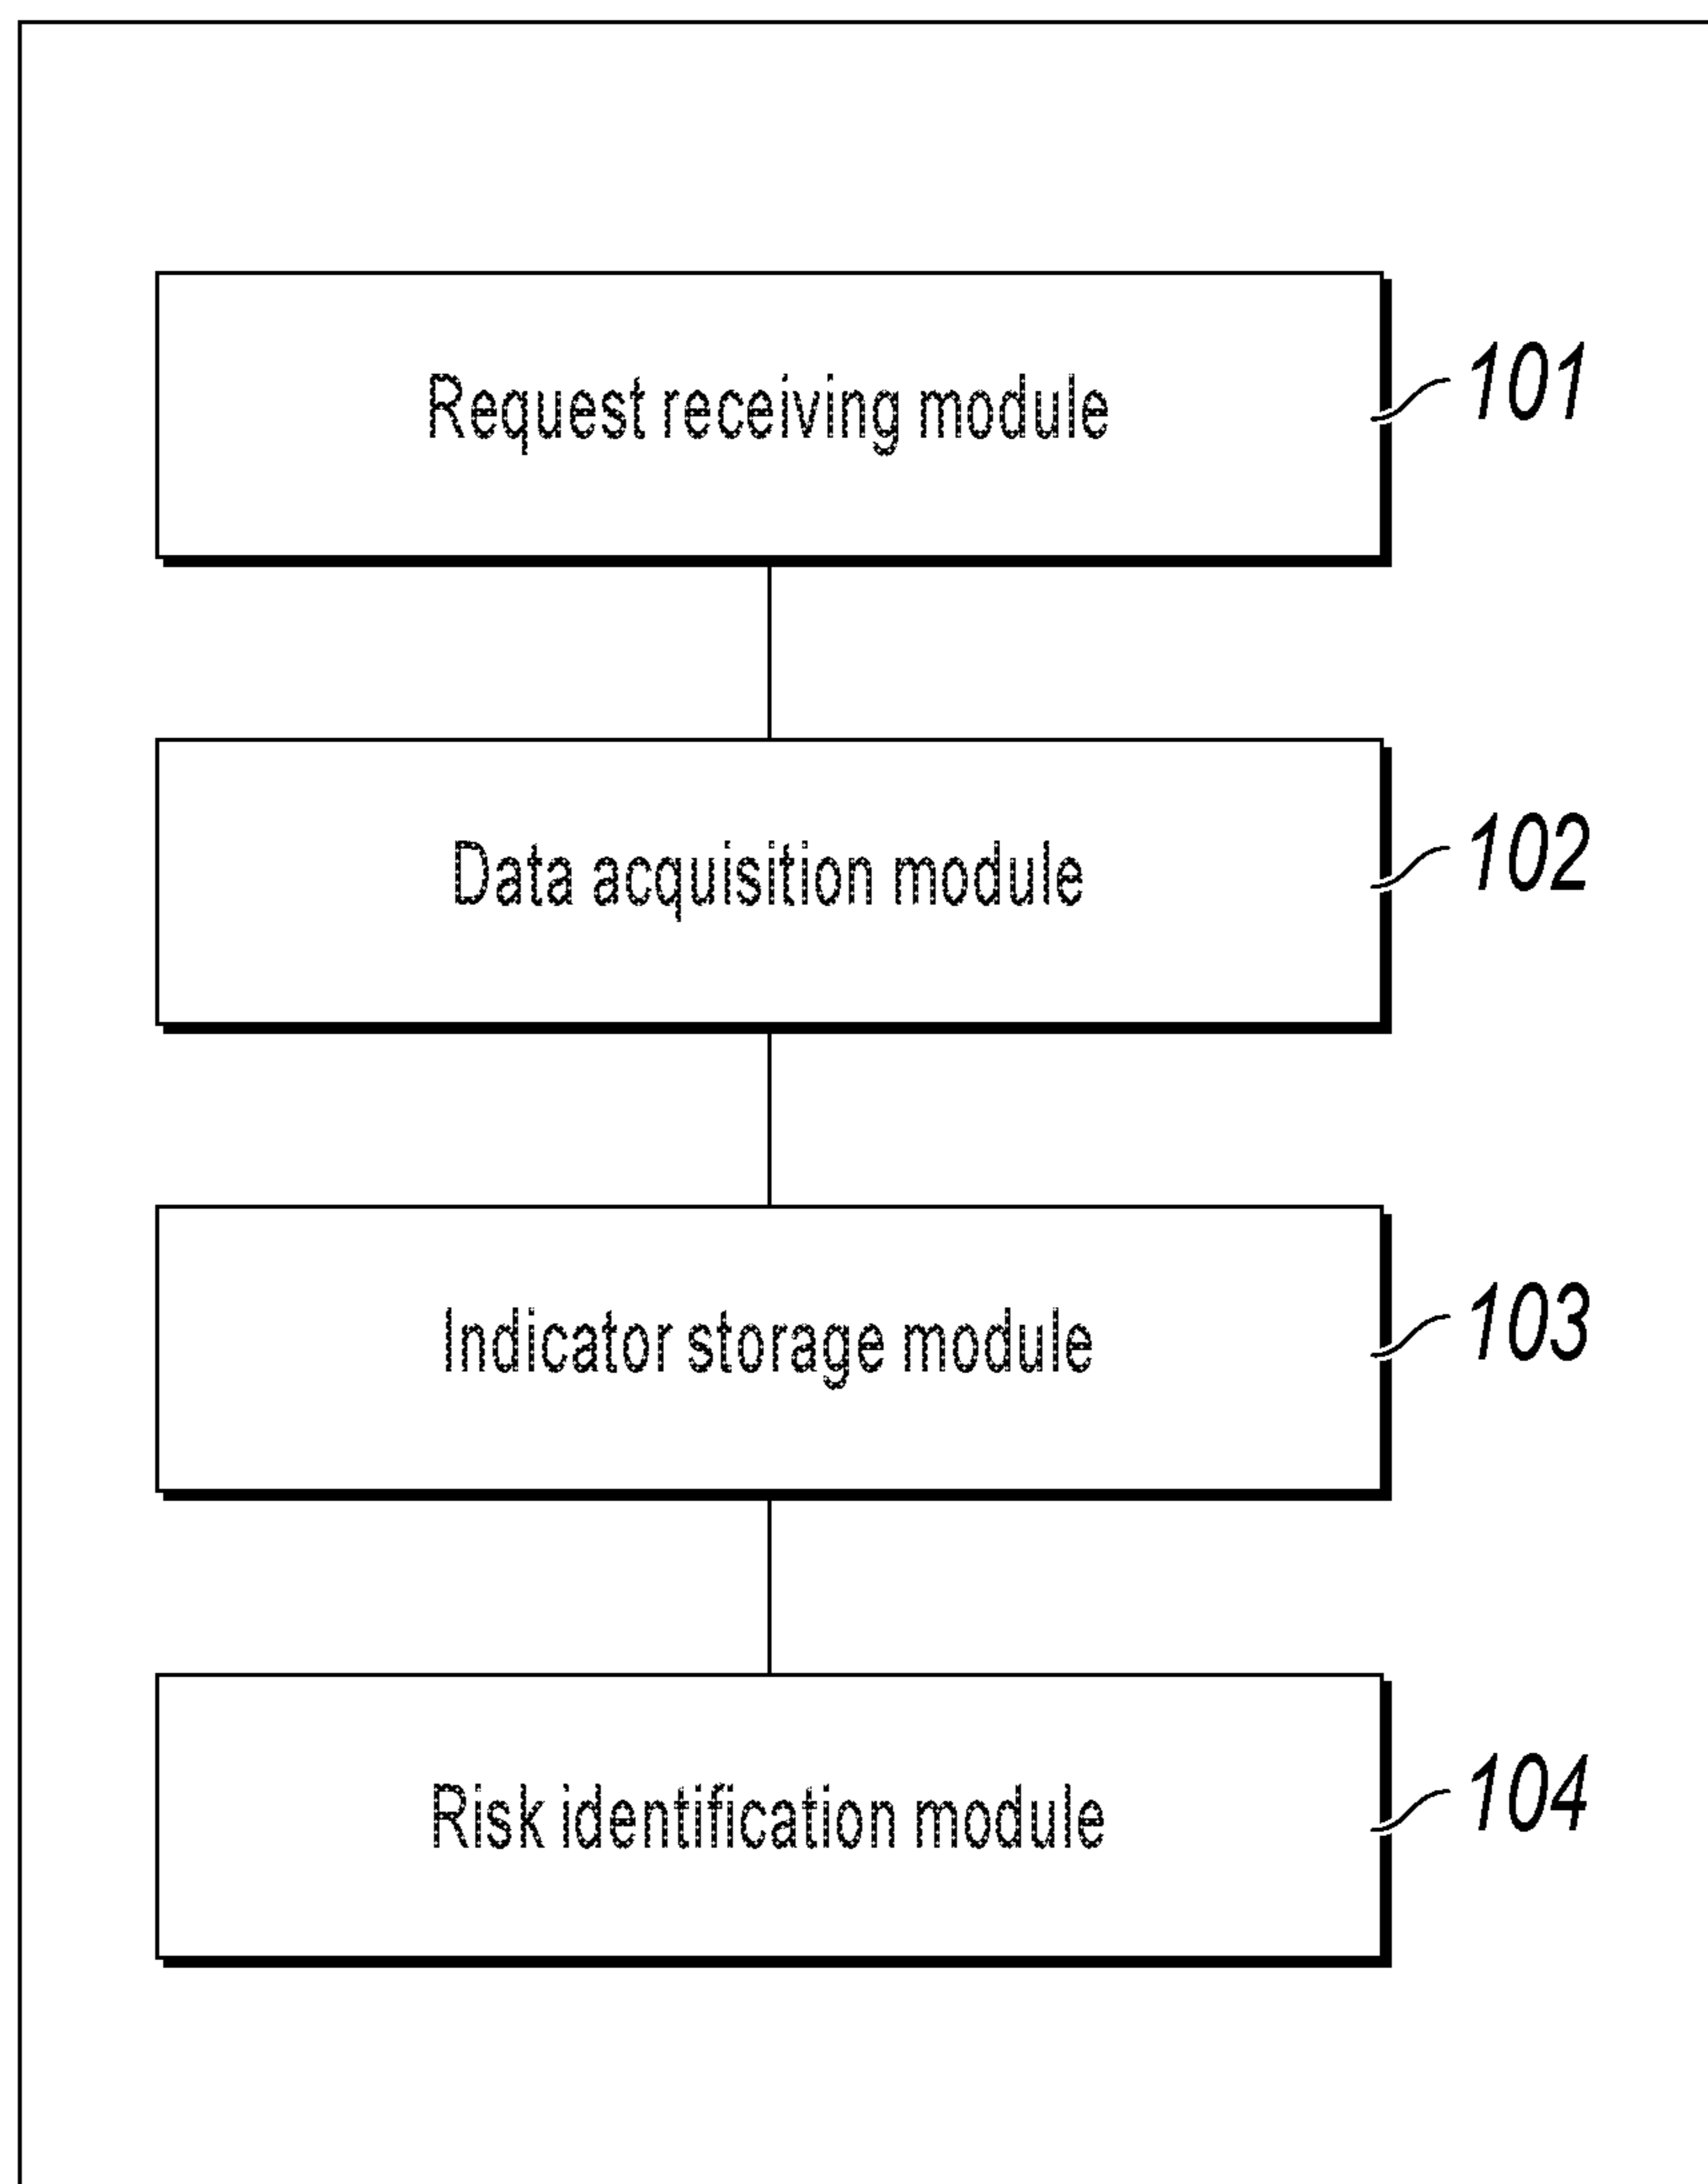 Request receiving module
101
Data acquisition module
102
Indicator storage module
103
Risk identification module
104